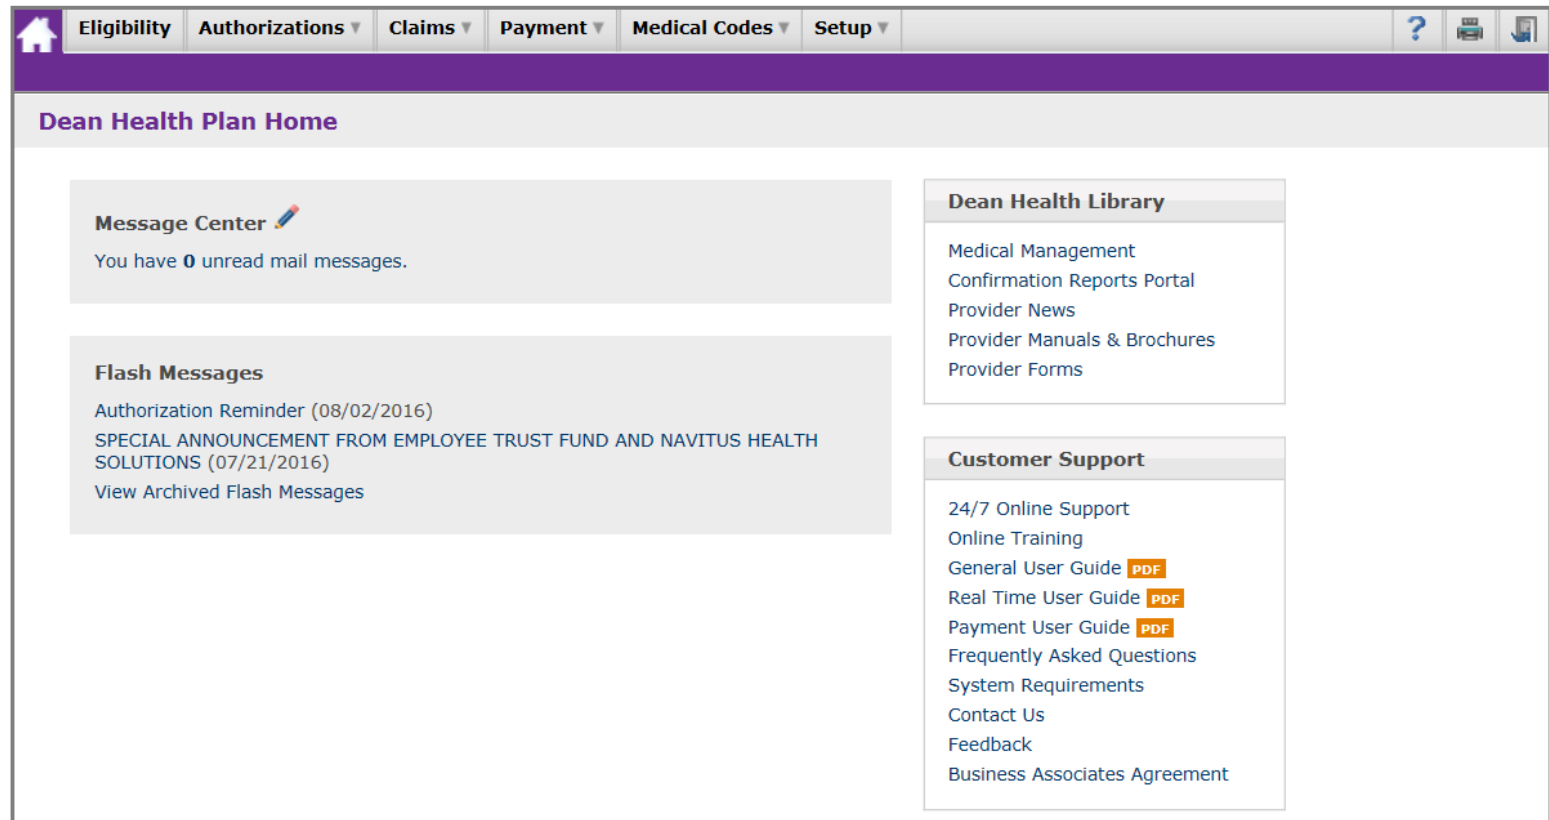 Eligibility Authorizations Claims Payment Medical Codes Setup ?
Dean Health Plan Home
Message Center
You have 0 unread mail messages.
Flash Messages
Authorization Reminder (08/02/2016)
SPECIAL ANNOUNCEMENT FROM EMPLOYEE TRUST FUND AND NAVITUS HEALTH
SOLUTIONS (07/21/2016)
View Archived Flash Messages
Dean Health Library
Medical Management
Confirmation Reports Portal
Provider News
Provider Manuals & Brochures
Provider Forms
Customer Support
24/7 Online Support
Online Training
General User Guide PDF
Real Time User Guide PDF
Payment User Guide PDF
Frequently Asked Questions
System Requirements
Contact Us
Feedback
Business Associates Agreement